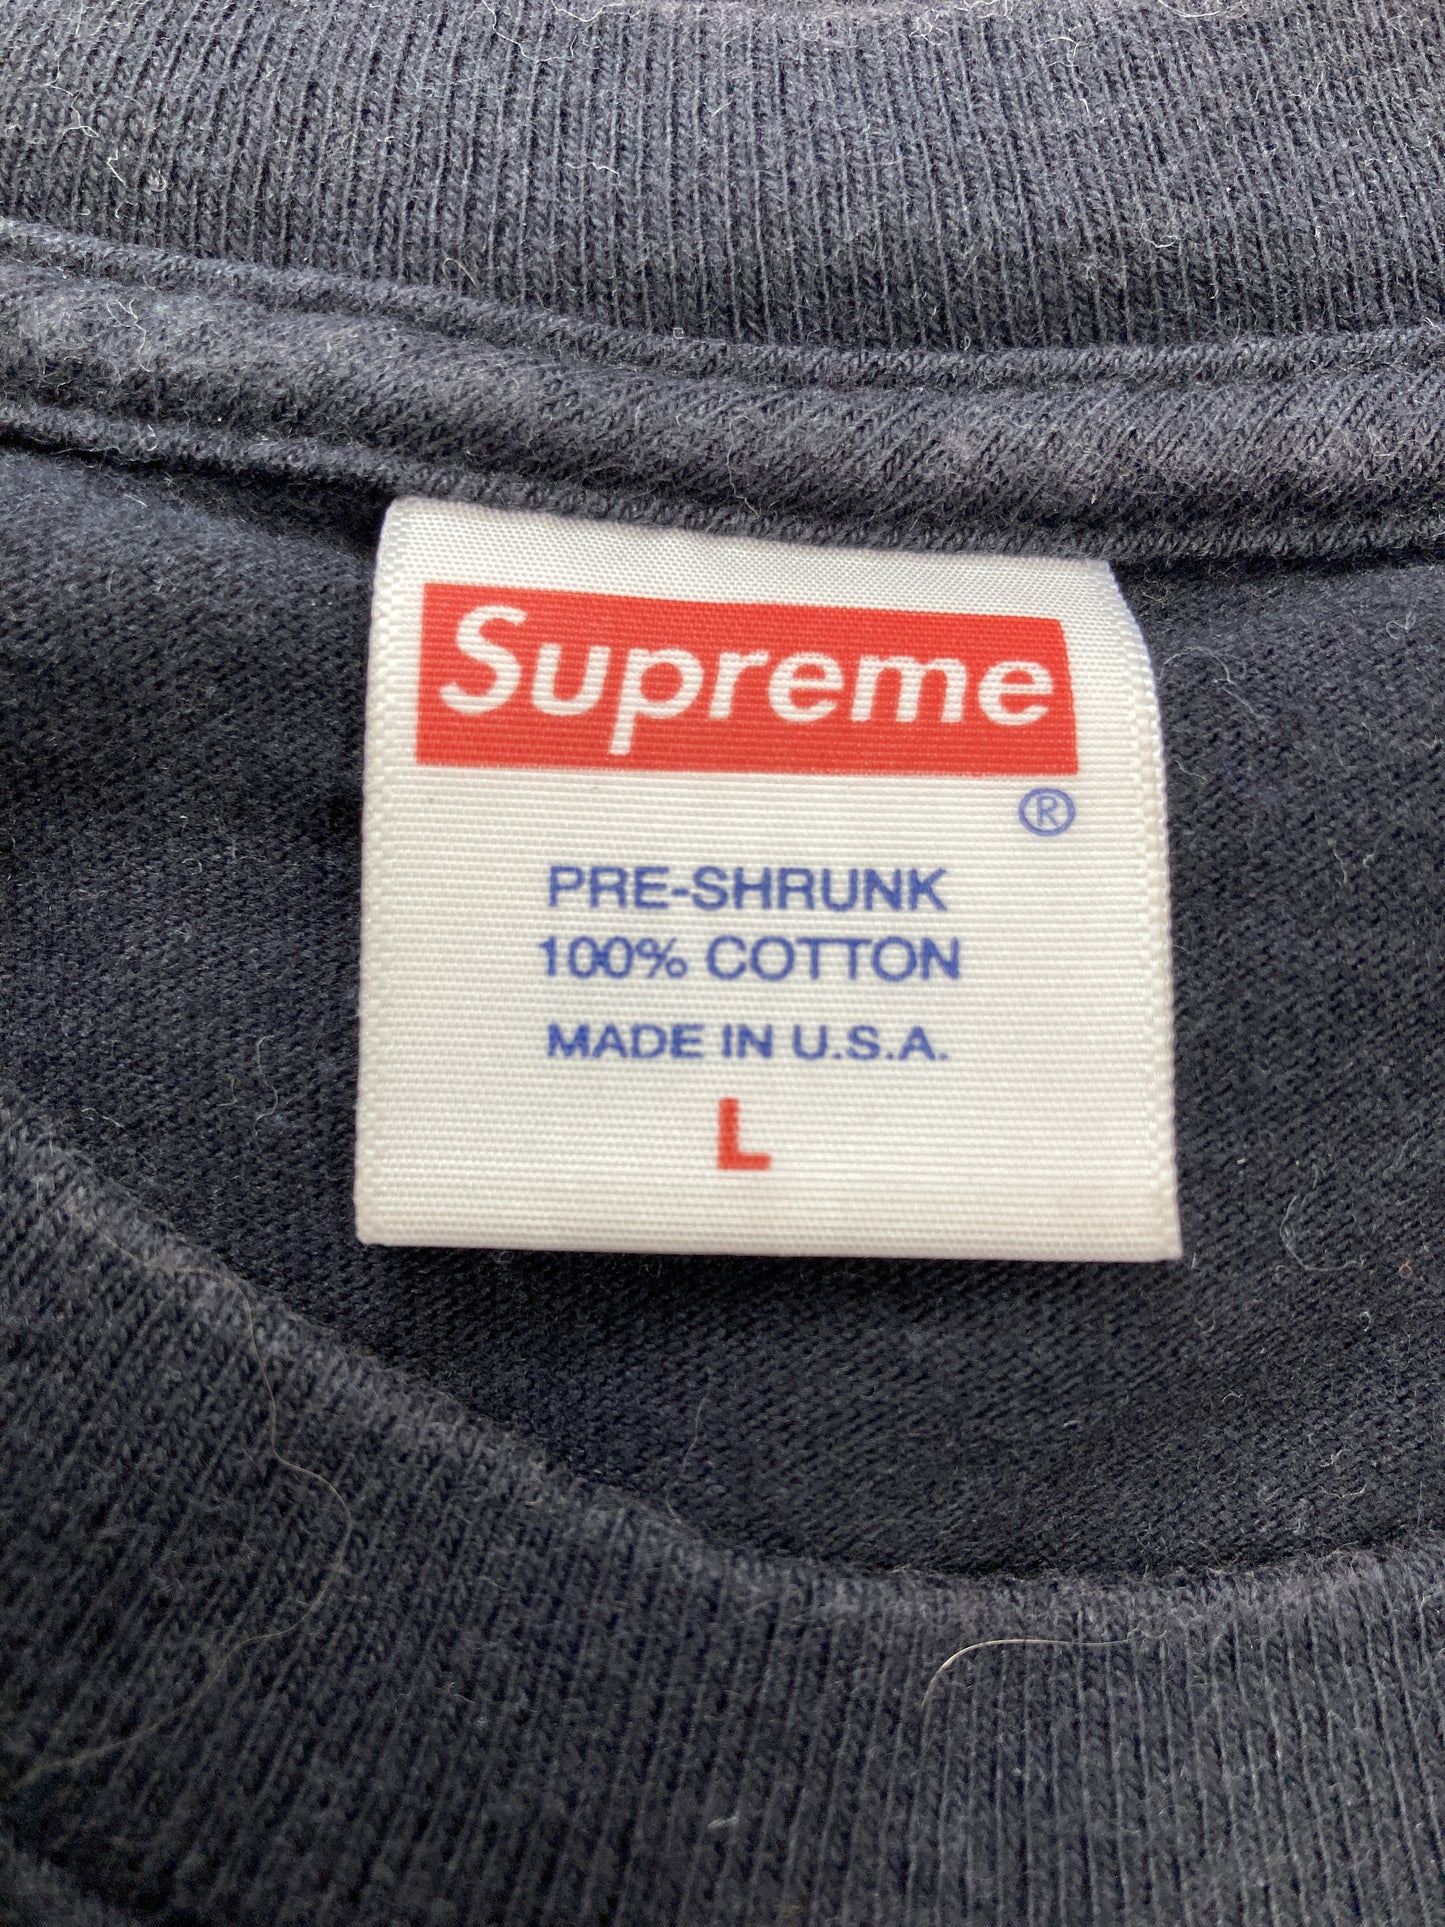 Supreme
®
PRE-SHRUNK
100% COTTON
MADE IN U.S.A.
L